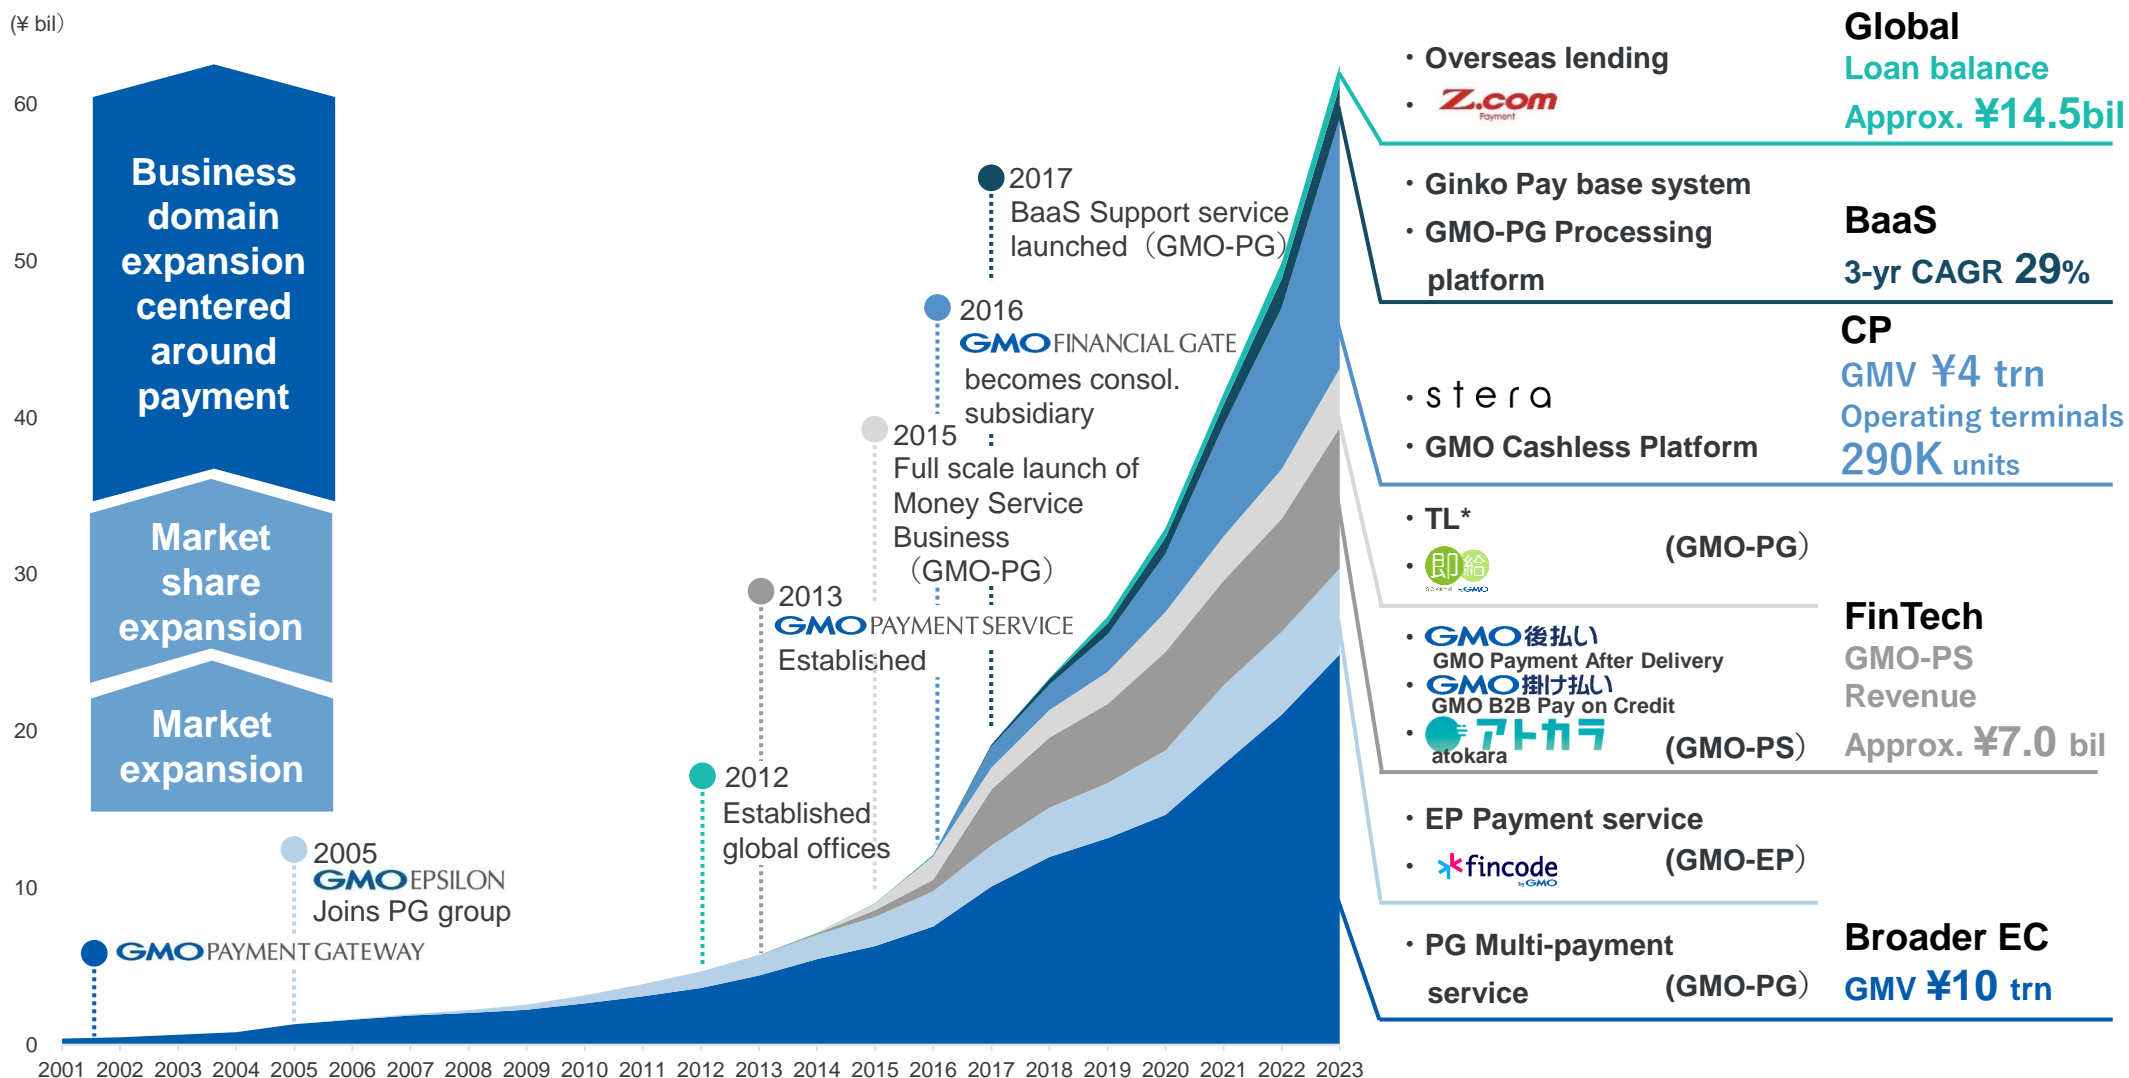 (¥ bil)
60
50
40
30
20
10
0
2001 2002 2003 2004 2005 2006 2007 2008 2009 2010 2011 2012 2013 2014 2015 2016 2017 2018 2019 2020 2021 2022 2023
Business
domain
expansion
centered
around
payment
Market
share
expansion
Market
expansion
GMO PAYMENT GATEWAY
2005
GMO EPSILON
Joins PG group
2012
Established
global offices
2013
GMO PAYMENT SERVICE
Established
2015
Full scale launch of
Money Service
Business
(GMO-PG)
2016
GMO FINANCIAL GATE
becomes consol.
subsidiary
2017
BaaS Support service
launched (GMO-PG)
・Overseas lending
・Z.com
Payment
Global
Loan balance
Approx. ¥14.5bil
・Ginko Pay base system
・GMO-PG Processing
platform
BaaS
3-yr CAGR 29%
・stera
・GMO Cashless Platform
CP
GMV ¥4 trn
Operating terminals
290K units
・TL*
・即給
byGMO
(GMO-PG)
・GMO後払い
GMO Payment After Delivery
・GMO掛け払い
GMO B2B Pay on Credit
・アトカラ
atokara
(GMO-PS)
FinTech
GMO-PS
Revenue
Approx. ¥7.0 bil
・EP Payment service
・fincode
byGMO
(GMO-EP)
・PG Multi-payment
service
(GMO-PG)
Broader EC
GMV ¥10 trn